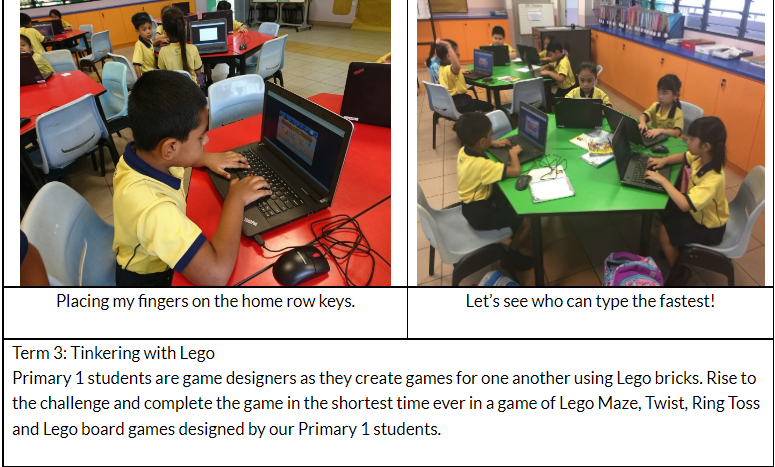 Placing my fingers on the home row keys.
Let's see who can type the fastest!
Term 3: Tinkering with Lego
Primary 1 students are game designers as they create games for one another using Lego bricks. Rise to
the challenge and complete the game in the shortest time ever in a game of Lego Maze, Twist, Ring Toss
and Lego board games designed by our Primary 1 students.